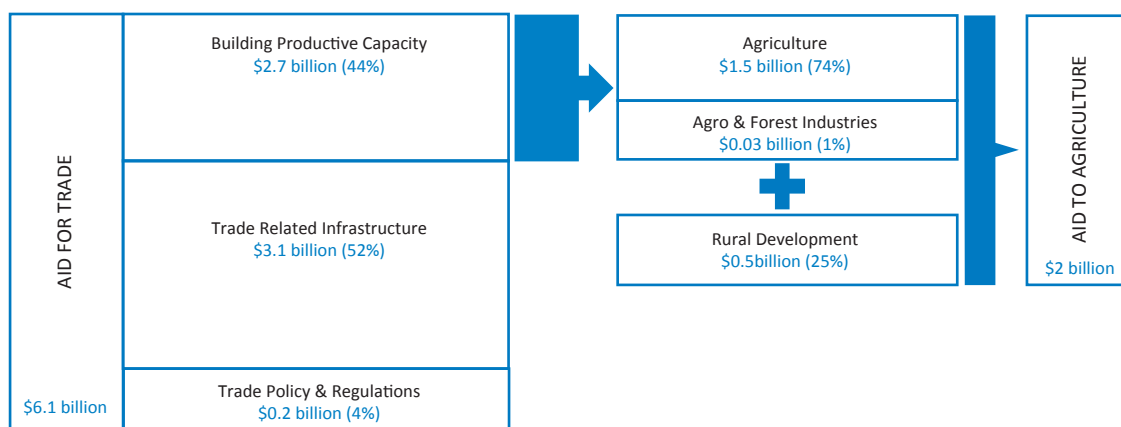 AID FOR TRADE
$6.1 billion
Building Productive Capacity
$2.7 billion (44%)
Trade Related Infrastructure
$3.1 billion (52%)
Trade Policy & Regulations
$0.2 billion (4%)
Agriculture
$1.5 billion (74%)
Agro & Forest Industries
$0.03 billion (1%)
Rural Development
$0.5billion (25%)
AID TO AGRICULTURE
$2 billion